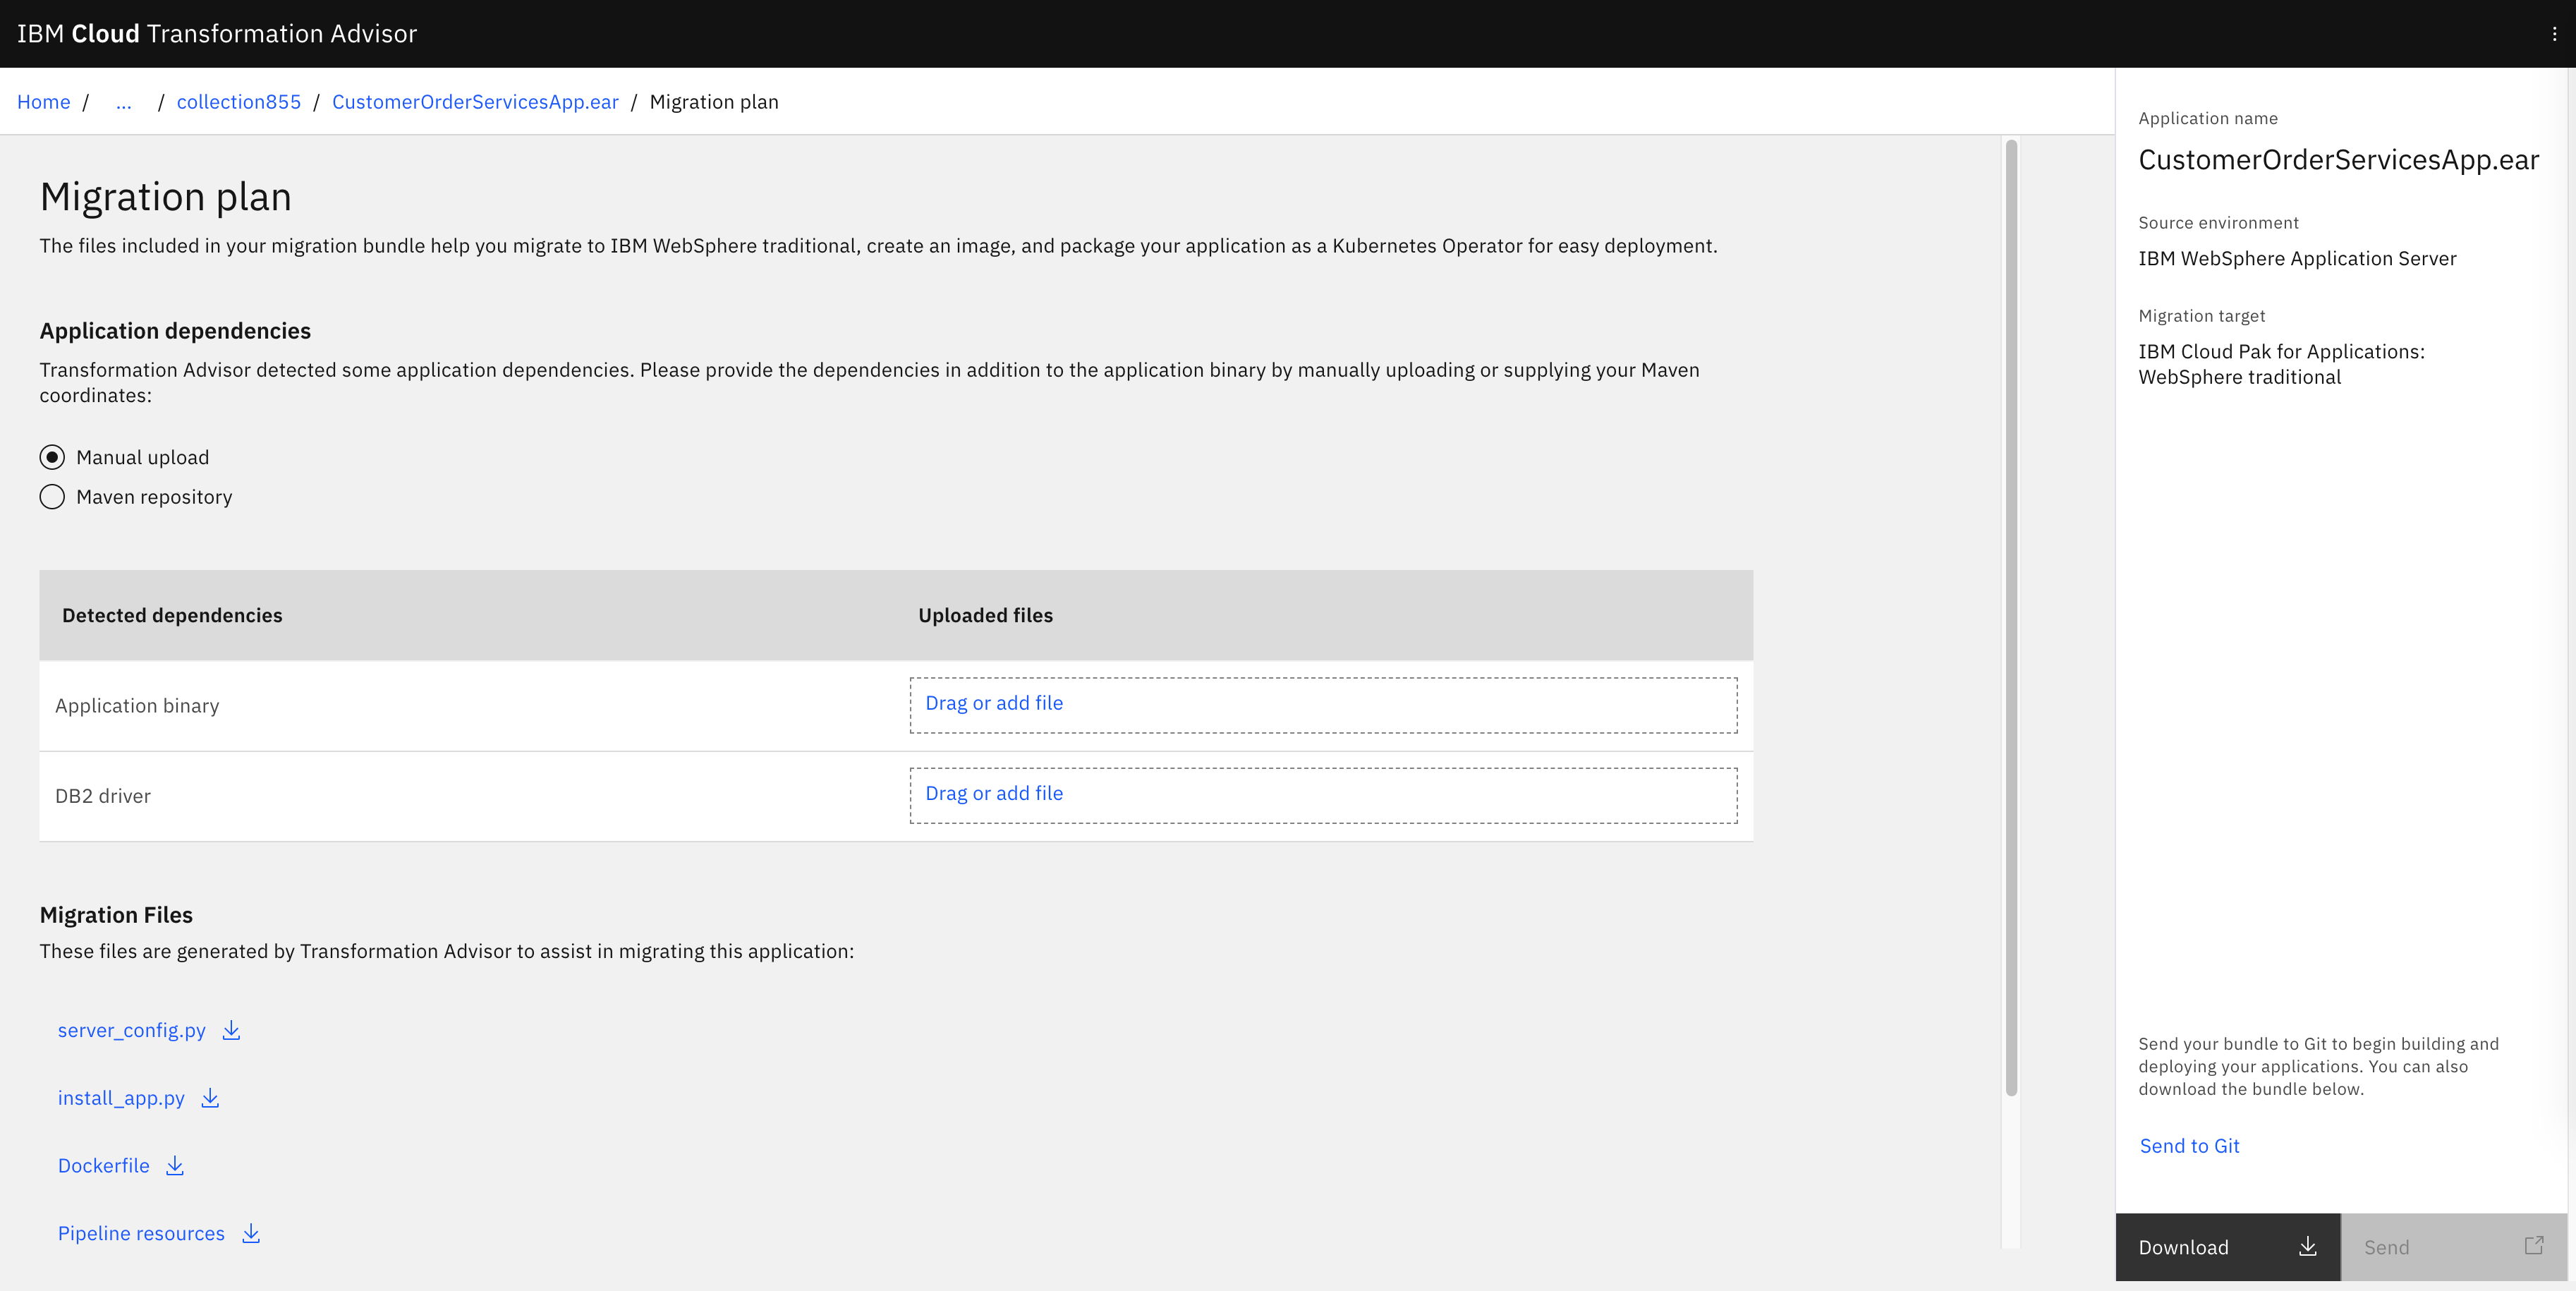 IBM Cloud Transformation Advisor
Home / ... / collection855 / CustomerOrderServicesApp.ear / Migration plan
Migration plan
The files included in your migration bundle help you migrate to IBM WebSphere traditional, create an image, and package your application as a Kubernetes Operator for easy deployment.
Application dependencies
Transformation Advisor detected some application dependencies. Please provide the dependencies in addition to the application binary by manually uploading or supplying your Maven
coordinates:
Manual upload
Maven repository
Detected dependencies Uploaded files
Application binary Drag or add file
DB2 driver Drag or add file
Migration Files
These files are generated by Transformation Advisor to assist in migrating this application:
server_config.py
install_app.py
Dockerfile
Pipeline resources
Application name
CustomerOrderServicesApp.ear
Source environment
IBM WebSphere Application Server
Migration target
IBM Cloud Pak for Applications:
WebSphere traditional
Send your bundle to Git to begin building and
deploying your applications. You can also
download the bundle below.
Send to Git
Download Send